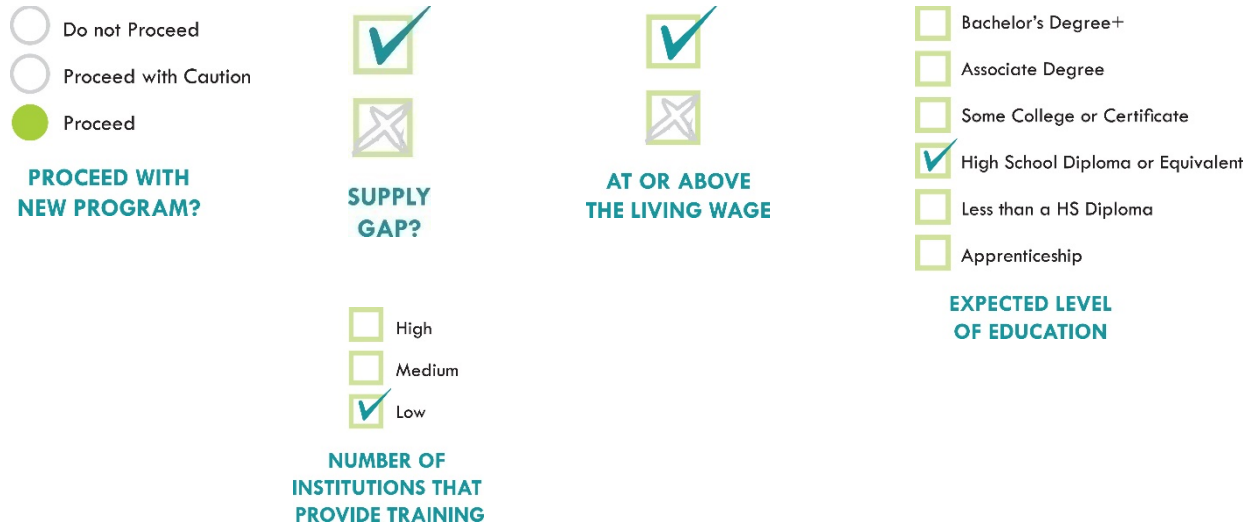 Do not Proceed
Proceed with Caution
Proceed
PROCEED WITH
NEW PROGRAM?
SUPPLY
GAP?
AT OR ABOVE
THE LIVING WAGE
Bachelor's Degree+
Associate Degree
Some College or Certificate
High School Diploma or Equivalent
Less than a HS Diploma
Apprenticeship
EXPECTED LEVEL
OF EDUCATION
High
Medium
Low
NUMBER OF
INSTITUTIONS THAT
PROVIDE TRAINING